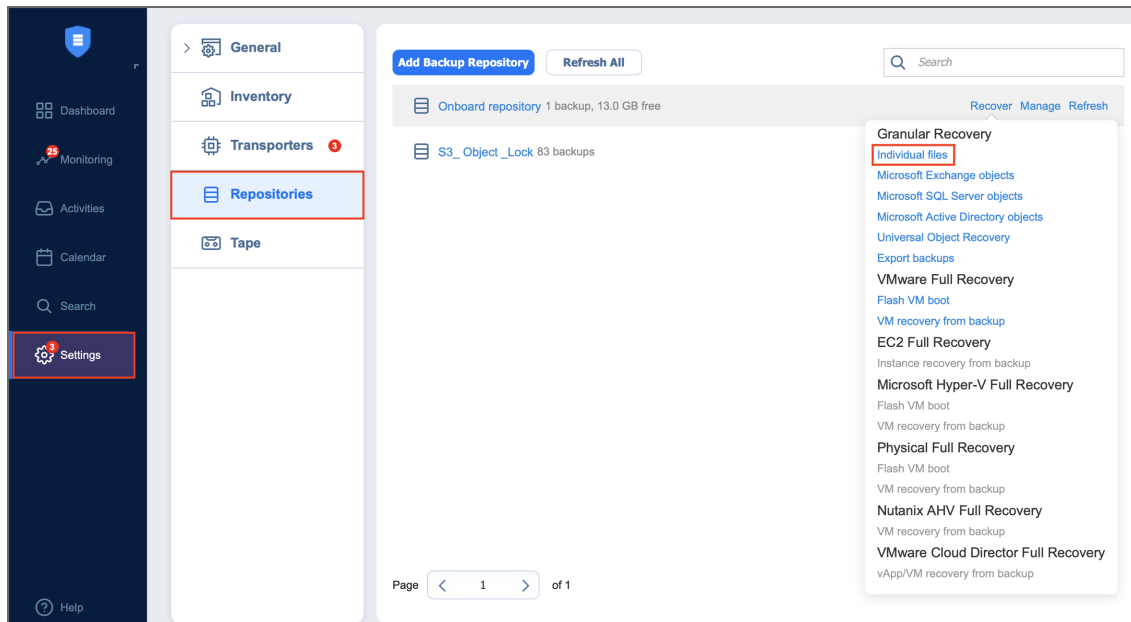 Dashboard
25
Monitoring
Activities
Calendar
Search
3
Settings
Help
General
Inventory
Transporters 3
Repositories
Tape
Add Backup Repository Refresh All Search
Onboard repository 1 backup, 13.0 GB free Recover Manage Refresh
S3_ Object _Lock 83 backups
Granular Recovery
Individual files
Microsoft Exchange objects
Microsoft SQL Server objects
Microsoft Active Directory objects
Universal Object Recovery
Export backups
VMware Full Recovery
Flash VM boot
VM recovery from backup
EC2 Full Recovery
Instance recovery from backup
Microsoft Hyper-V Full Recovery
Flash VM boot
VM recovery from backup
Physical Full Recovery
Flash VM boot
VM recovery from backup
Nutanix AHV Full Recovery
VM recovery from backup
VMware Cloud Director Full Recovery
vApp/VM recovery from backup
Page 1 of 1